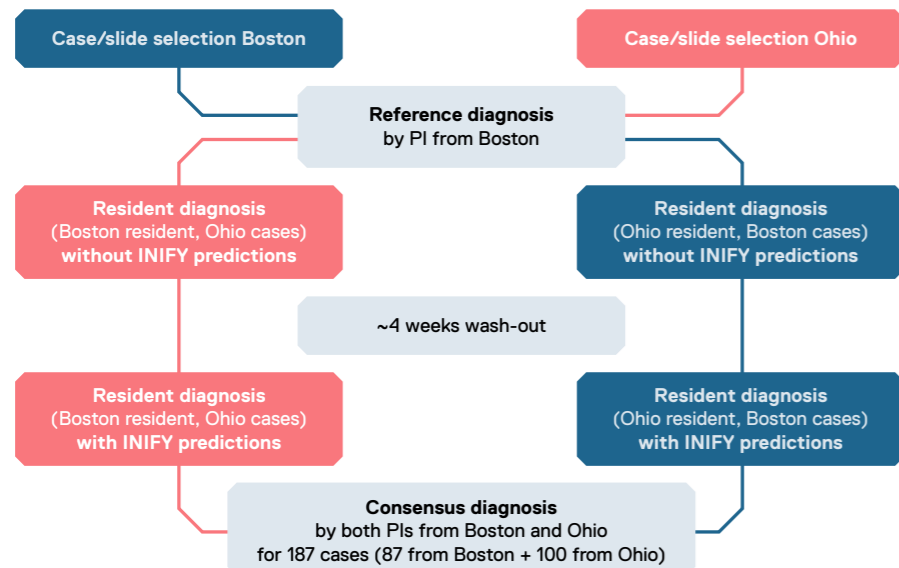 Case/slide selection Boston
Case/slide selection Ohio
Reference diagnosis
by PI from Boston
Resident diagnosis
(Boston resident, Ohio cases)
without INIFY predictions
Resident diagnosis
(Ohio resident, Boston cases)
without INIFY predictions
~4 weeks wash-out
Resident diagnosis
(Boston resident, Ohio cases)
with INIFY predictions
Resident diagnosis
(Ohio resident, Boston cases)
with INIFY predictions
Consensus diagnosis
by both PIs from Boston and Ohio
for 187 cases (87 from Boston + 100 from Ohio)